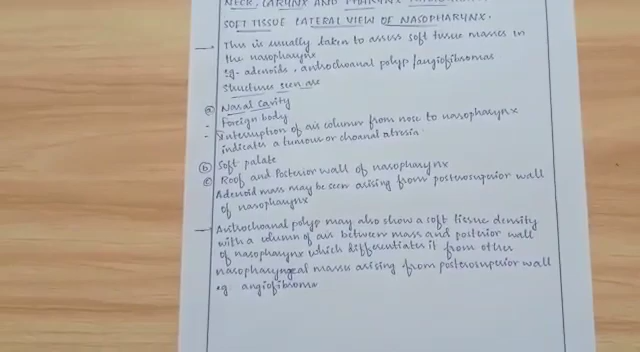 NECK, LARYNX AND PHARYNX
SOFT TISSUE LATERAL VIEW OF NASOPHARYNX.
This is usually taken to assess soft tissue masses in
the nasopharynx
eg- adenoids, antrochoanal polyp/angiofibromas
Structures seen are
(a) Nasal Cavity
- Foreign body
- Interruption of air column from nose to nasopharynx
indicates a tumour or choanal atresia
(b) Soft palate
(c) Roof and Posterior wall of nasopharynx
Adenoid mass may be seen arising from posterosuperior wall
of nasopharynx
Antrochoanal polyp may also show a soft tissue density
with a column of air between mass and posterior wall
of nasopharynx which differentiates it from other
nasopharyngeal masses arising from posterosuperior wall
eg angiofibroma